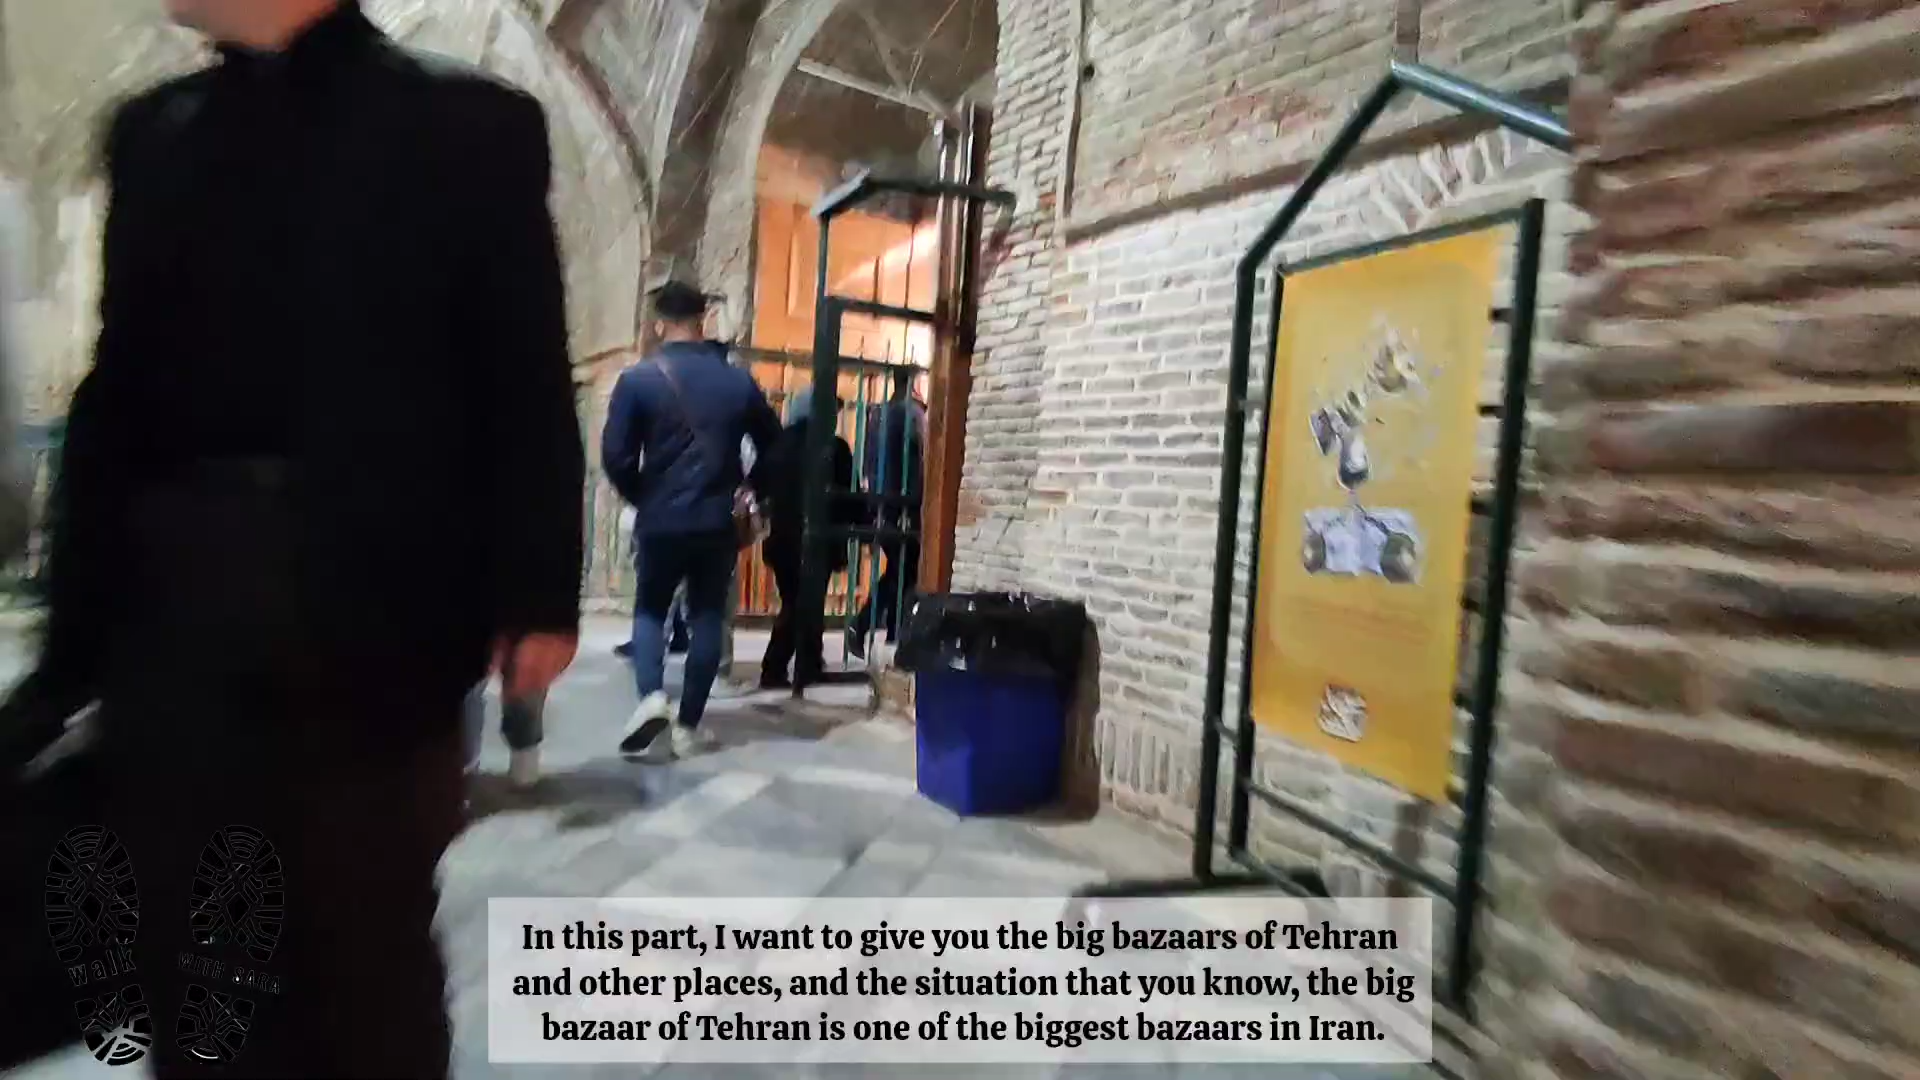 In this part, I want to give you the big bazaars of Tehran
and other places, and the situation that you know, the big
bazaar of Tehran is one of the biggest bazaars in Iran.
walk
WITH SARA